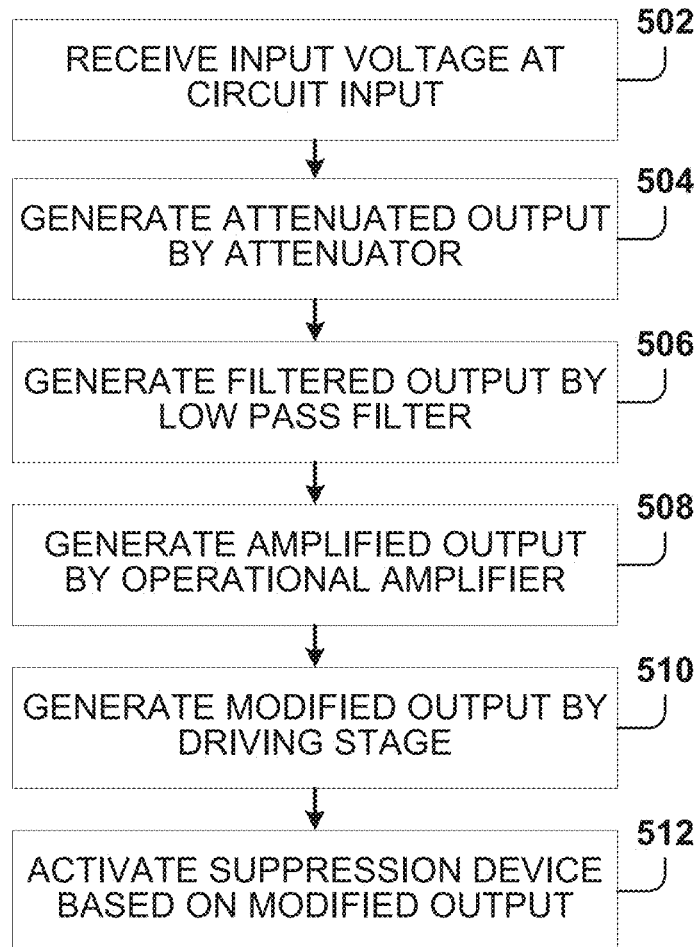 502
RECEIVE INPUT VOLTAGE AT
CIRCUIT INPUT
504
GENERATE ATTENUATED OUTPUT
BY ATTENUATOR
506
GENERATE FILTERED OUTPUT BY
LOW PASS FILTER
508
GENERATE AMPLIFIED OUTPUT
BY OPERATIONAL AMPLIFIER
510
GENERATE MODIFIED OUTPUT BY
DRIVING STAGE
512
ACTIVATE SUPPRESSION DEVICE
BASED ON MODIFIED OUTPUT